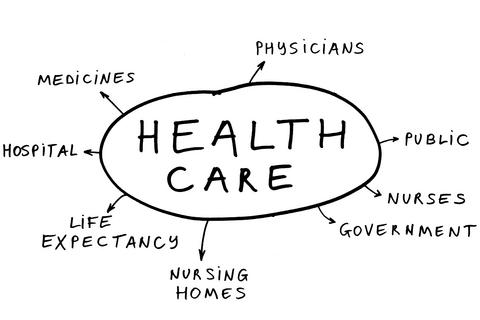 PHYSICIANS
MEDICINES
HEALTH
CARE
HOSPITAL
PUBLIC
NURSES
LIFE
EXPECTANCY
GOVERNMENT
NURSING
HOMES